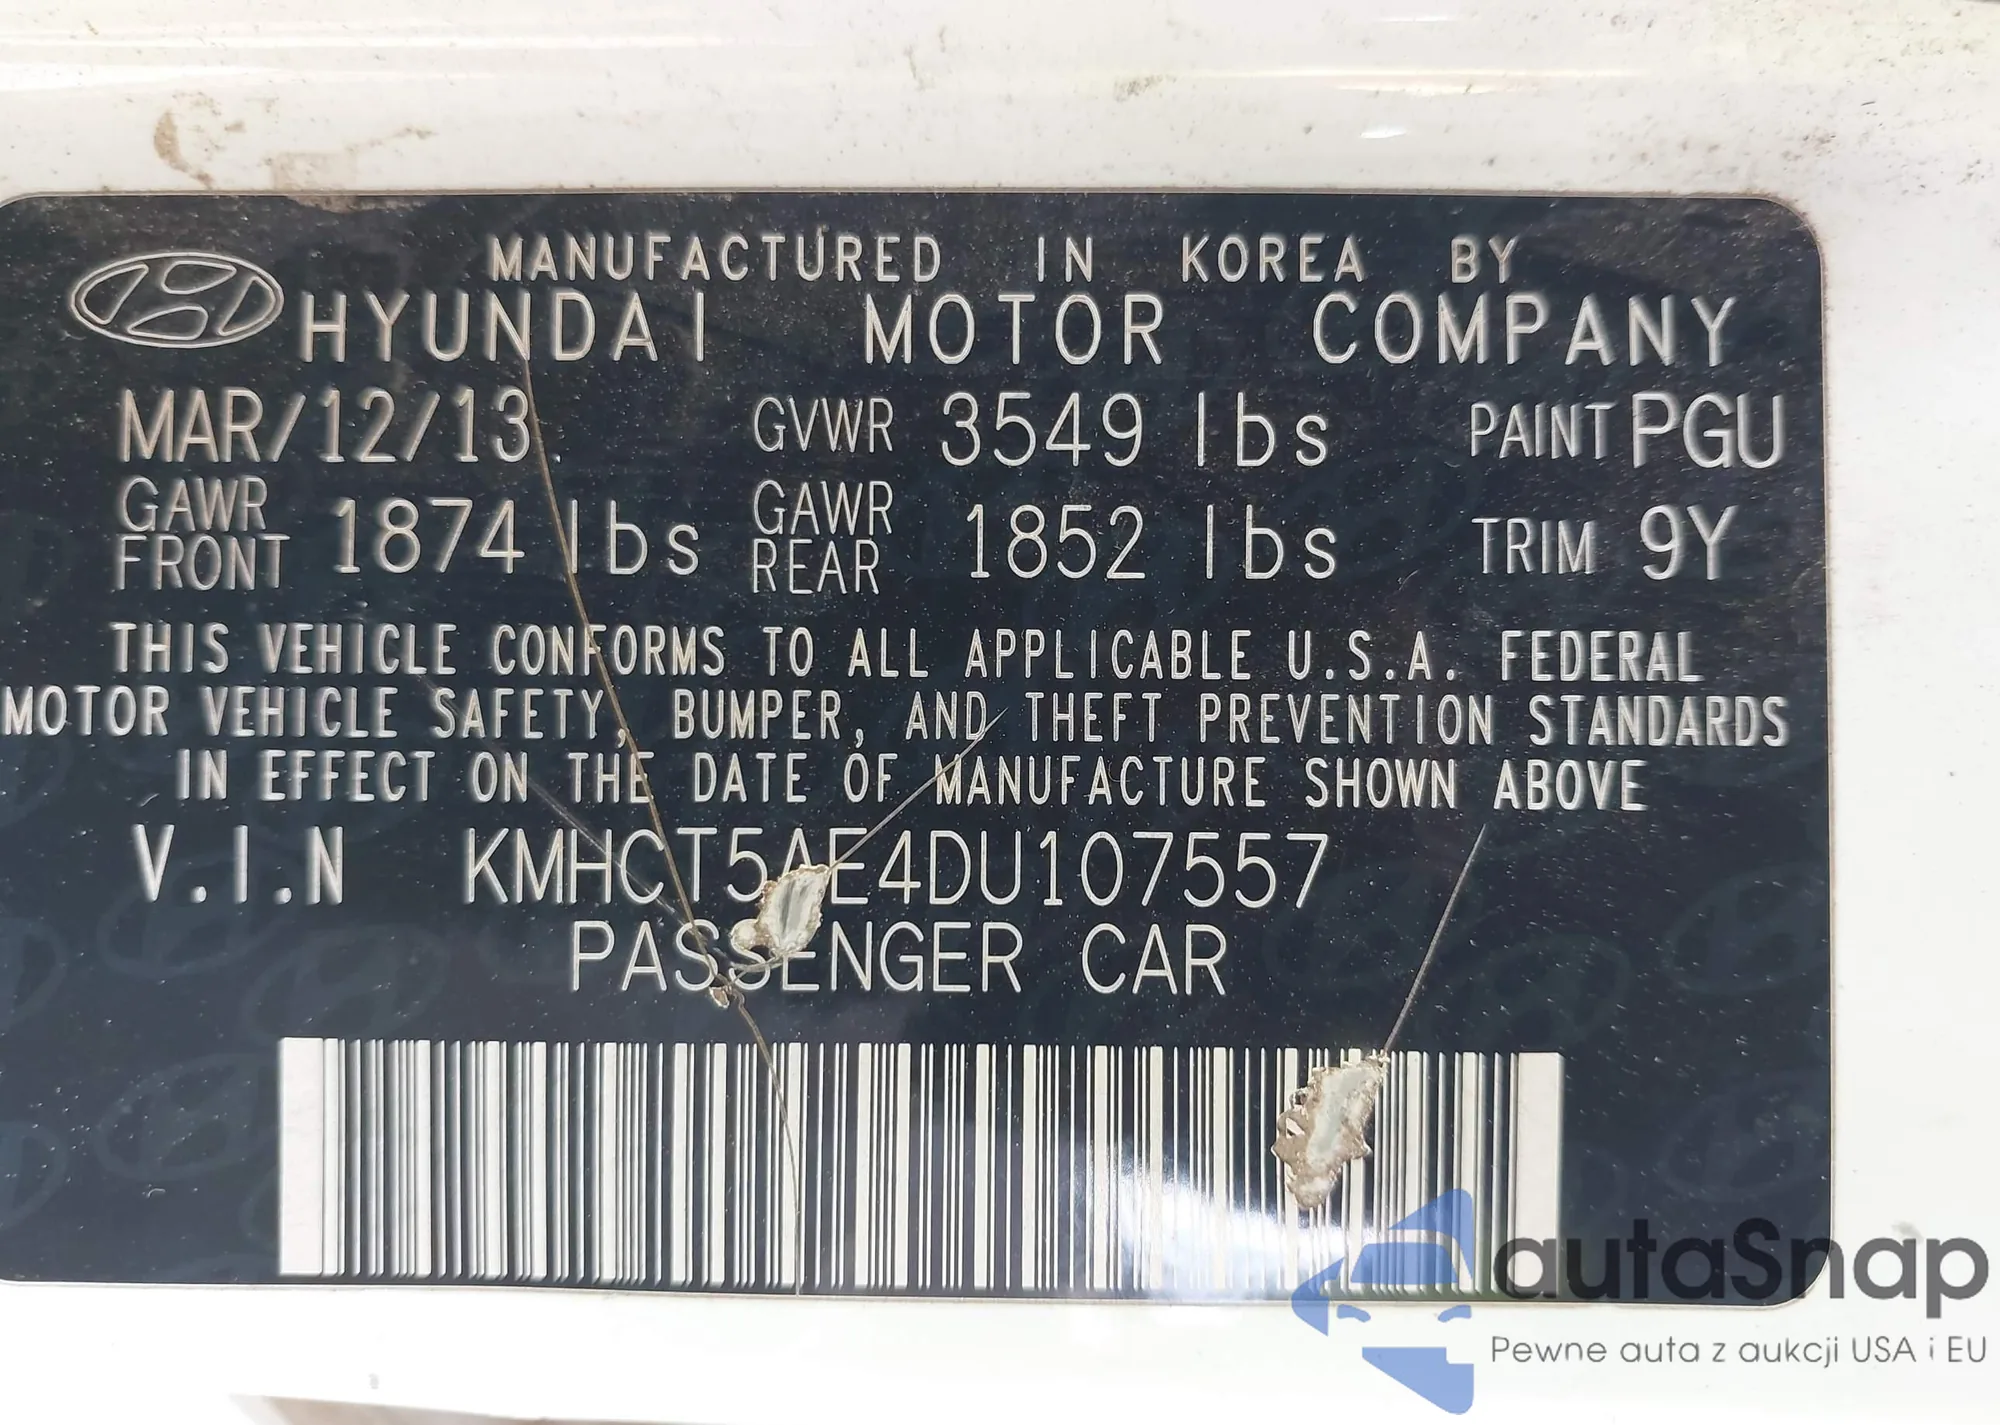 MANUFACTURED IN KOREA BY
HYUNDAI MOTOR COMPANY
MAR/12/13 GVWR 3549 lbs PAINT PGU
GAWR FRONT 1874 lbs GAWR REAR 1852 lbs TRIM 9Y
THIS VEHICLE CONFORMS TO ALL APPLICABLE U.S.A. FEDERAL
MOTOR VEHICLE SAFETY, BUMPER, AND THEFT PREVENTION STANDARDS
IN EFFECT ON THE DATE OF MANUFACTURE SHOWN ABOVE
V.I.N KMHCT5AE4DU107557
PASSENGER CAR
autaSnap
Pewne auta z aukcji USA i EU